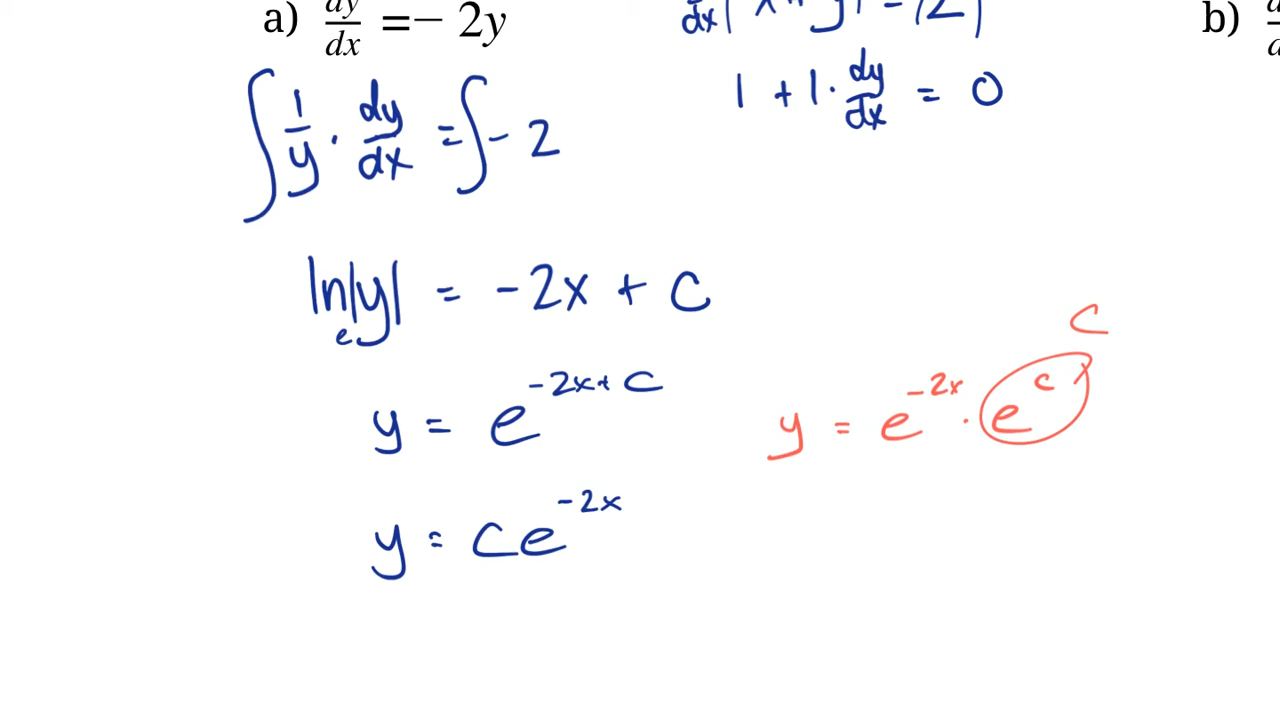 a) dy/dx = - 2y
b)
1 + 1 · dy/dx = 0
∫ 1/y · dy/dx = ∫ - 2
ln|y| = -2x + C
e
C
y = e^{-2x+C}
y = e^{-2x} · e^{C}
y = Ce^{-2x}